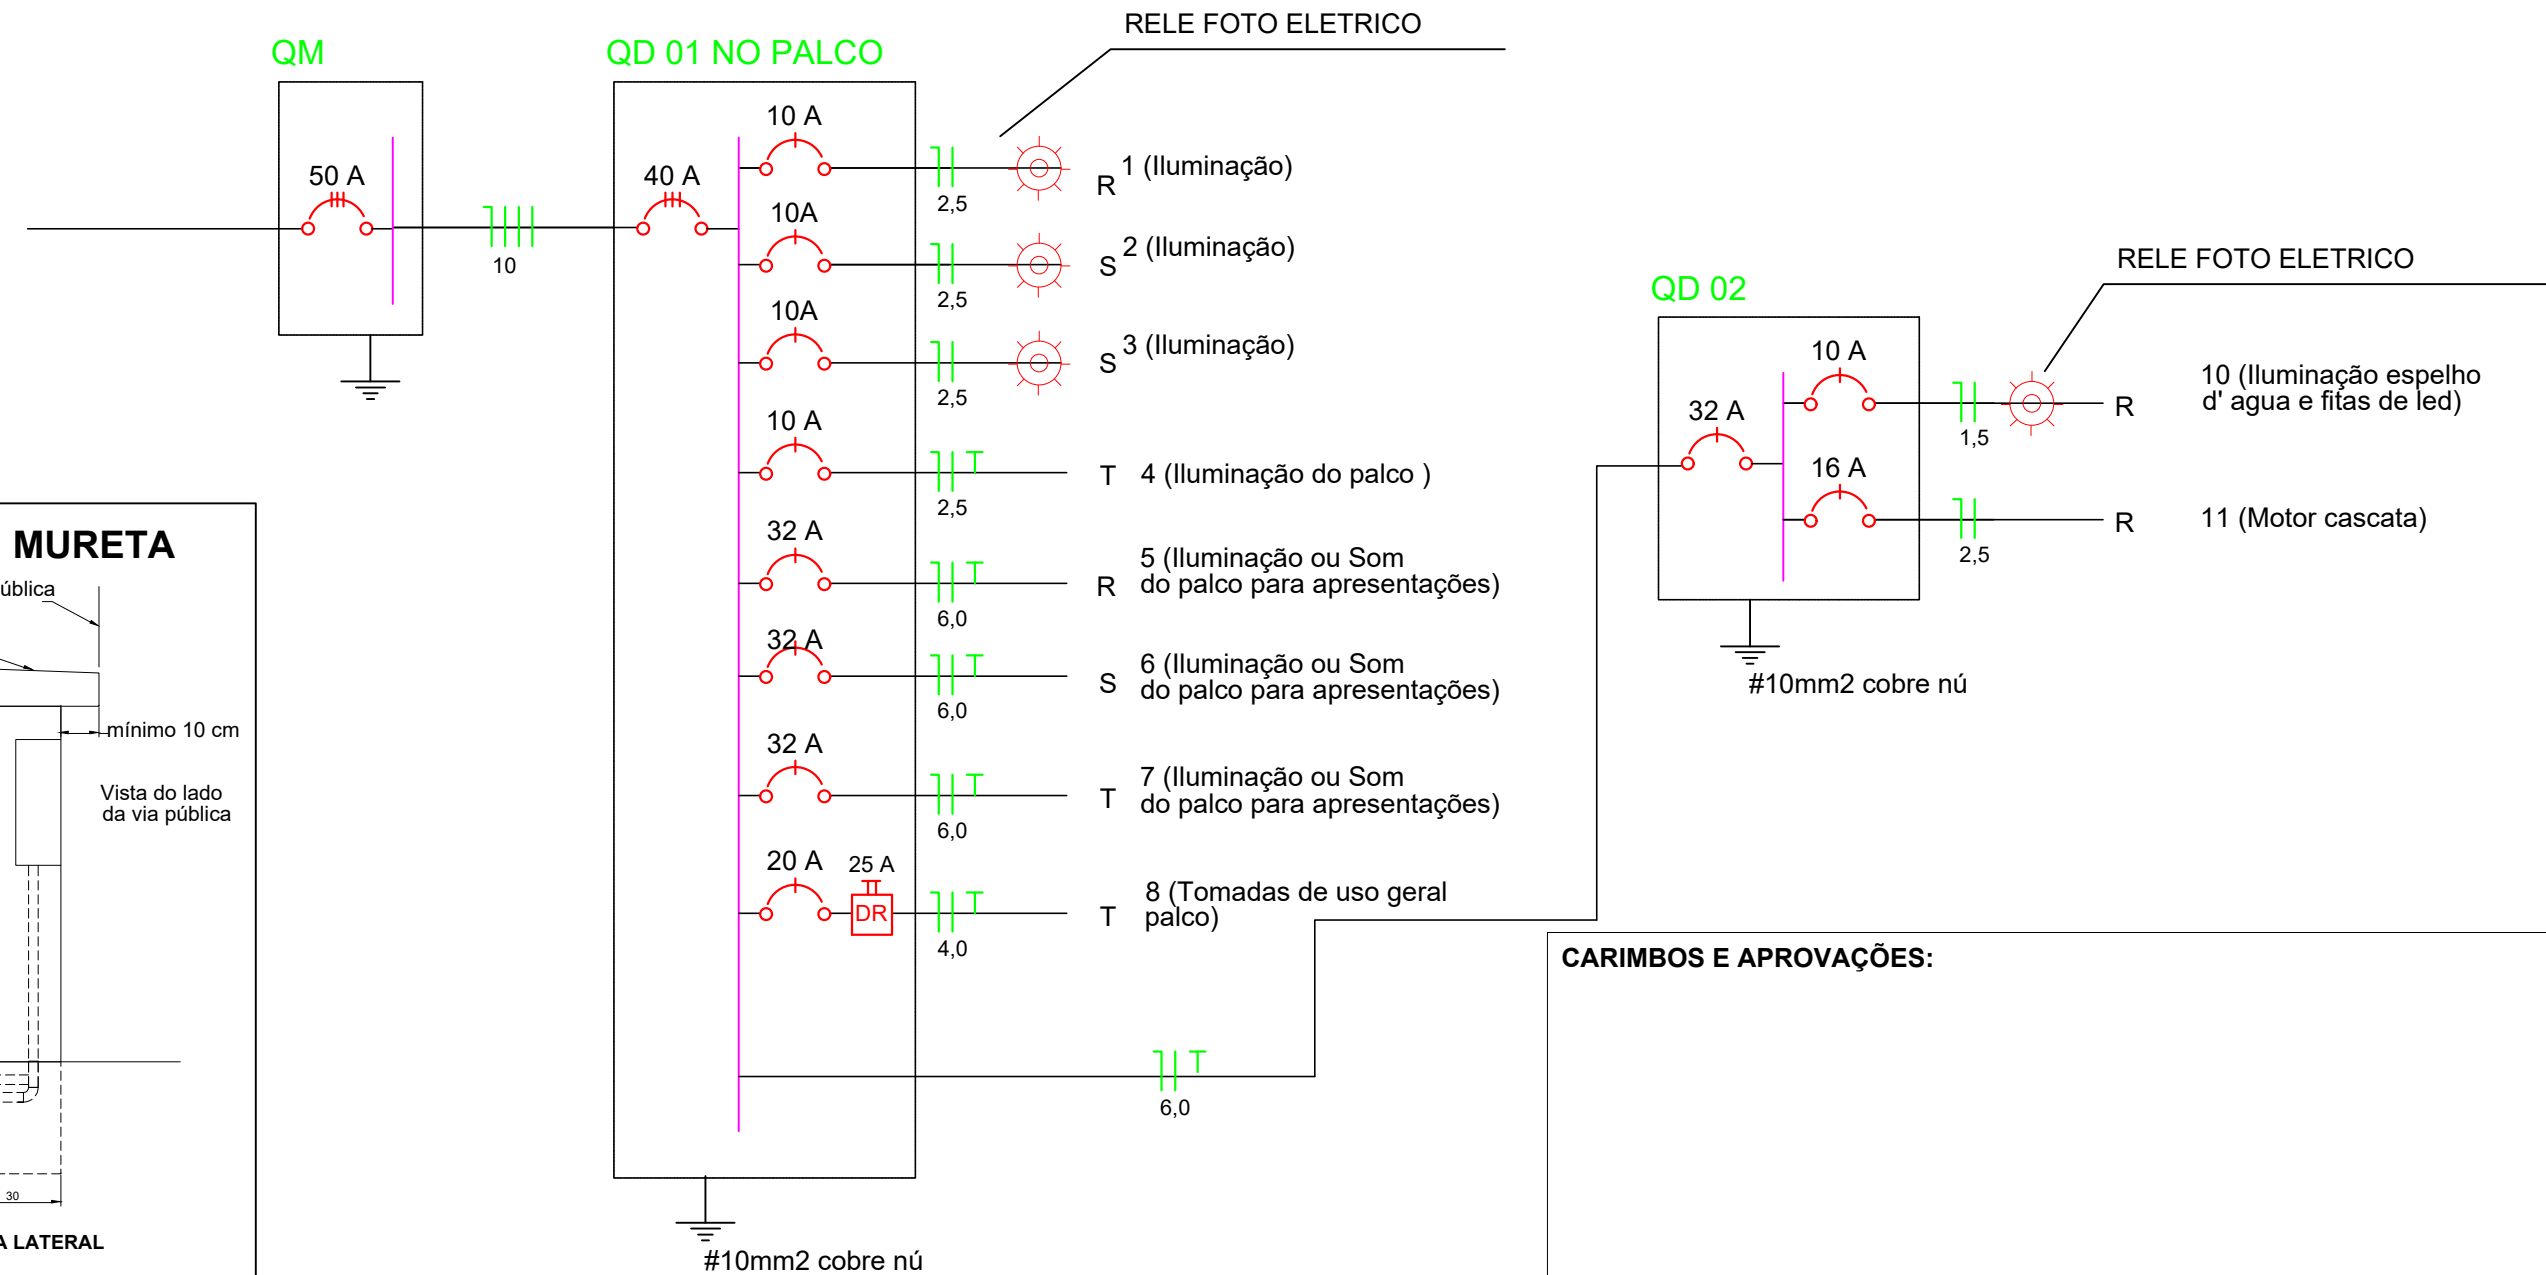 RELE FOTO ELETRICO
QM
QD 01 NO PALCO
50 A
10
40 A
10 A
2,5
R
1 (Iluminação)
10A
2,5
S
2 (Iluminação)
10A
2,5
S
3 (Iluminação)
10 A
T
2,5
T
4 (Iluminação do palco )
32 A
T
6,0
R
5 (Iluminação ou Som
do palco para apresentações)
32 A
T
6,0
S
6 (Iluminação ou Som
do palco para apresentações)
32 A
T
6,0
T
7 (Iluminação ou Som
do palco para apresentações)
20 A
25 A
DR
T
4,0
T
8 (Tomadas de uso geral
palco)
T
6,0
#10mm2 cobre nú
RELE FOTO ELETRICO
QD 02
32 A
10 A
1,5
R
10 (Iluminação espelho
d' agua e fitas de led)
16 A
2,5
R
11 (Motor cascata)
#10mm2 cobre nú
MURETA
ública
mínimo 10 cm
Vista do lado
da via pública
30
A LATERAL
CARIMBOS E APROVAÇÕES: